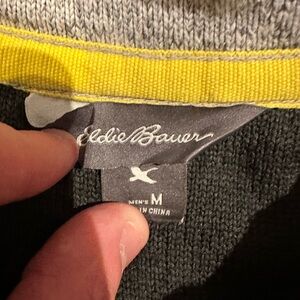 Eddie Bauer
MEN'S M
IN CHINA